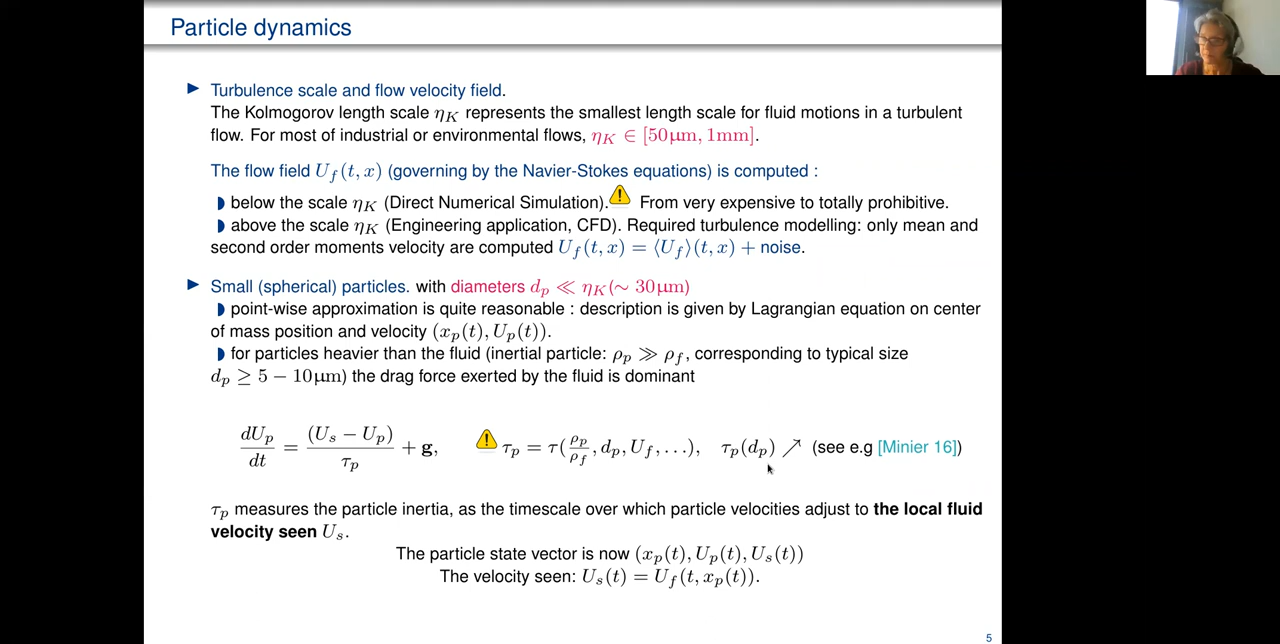 Particle dynamics
▶ Turbulence scale and flow velocity field.
The Kolmogorov length scale η_K represents the smallest length scale for fluid motions in a turbulent
flow. For most of industrial or environmental flows, η_K ∈ [50μm, 1mm].
The flow field U_f(t, x) (governing by the Navier-Stokes equations) is computed :
◗ below the scale η_K (Direct Numerical Simulation). ⚠ From very expensive to totally prohibitive.
◗ above the scale η_K (Engineering application, CFD). Required turbulence modelling: only mean and
second order moments velocity are computed U_f(t, x) = ⟨U_f⟩(t, x) + noise.
▶ Small (spherical) particles. with diameters d_p ≪ η_K(∼ 30μm)
◗ point-wise approximation is quite reasonable : description is given by Lagrangian equation on center
of mass position and velocity (x_p(t), U_p(t)).
◗ for particles heavier than the fluid (inertial particle: ρ_p ≫ ρ_f, corresponding to typical size
d_p ≥ 5 − 10μm) the drag force exerted by the fluid is dominant
dU_p/dt = (U_s − U_p)/τ_p + g, ⚠ τ_p = τ(ρ_p/ρ_f, d_p, U_f, . . .), τ_p(d_p) ↗ (see e.g [Minier 16])
τ_p measures the particle inertia, as the timescale over which particle velocities adjust to the local fluid
velocity seen U_s.
The particle state vector is now (x_p(t), U_p(t), U_s(t))
The velocity seen: U_s(t) = U_f(t, x_p(t)).
5